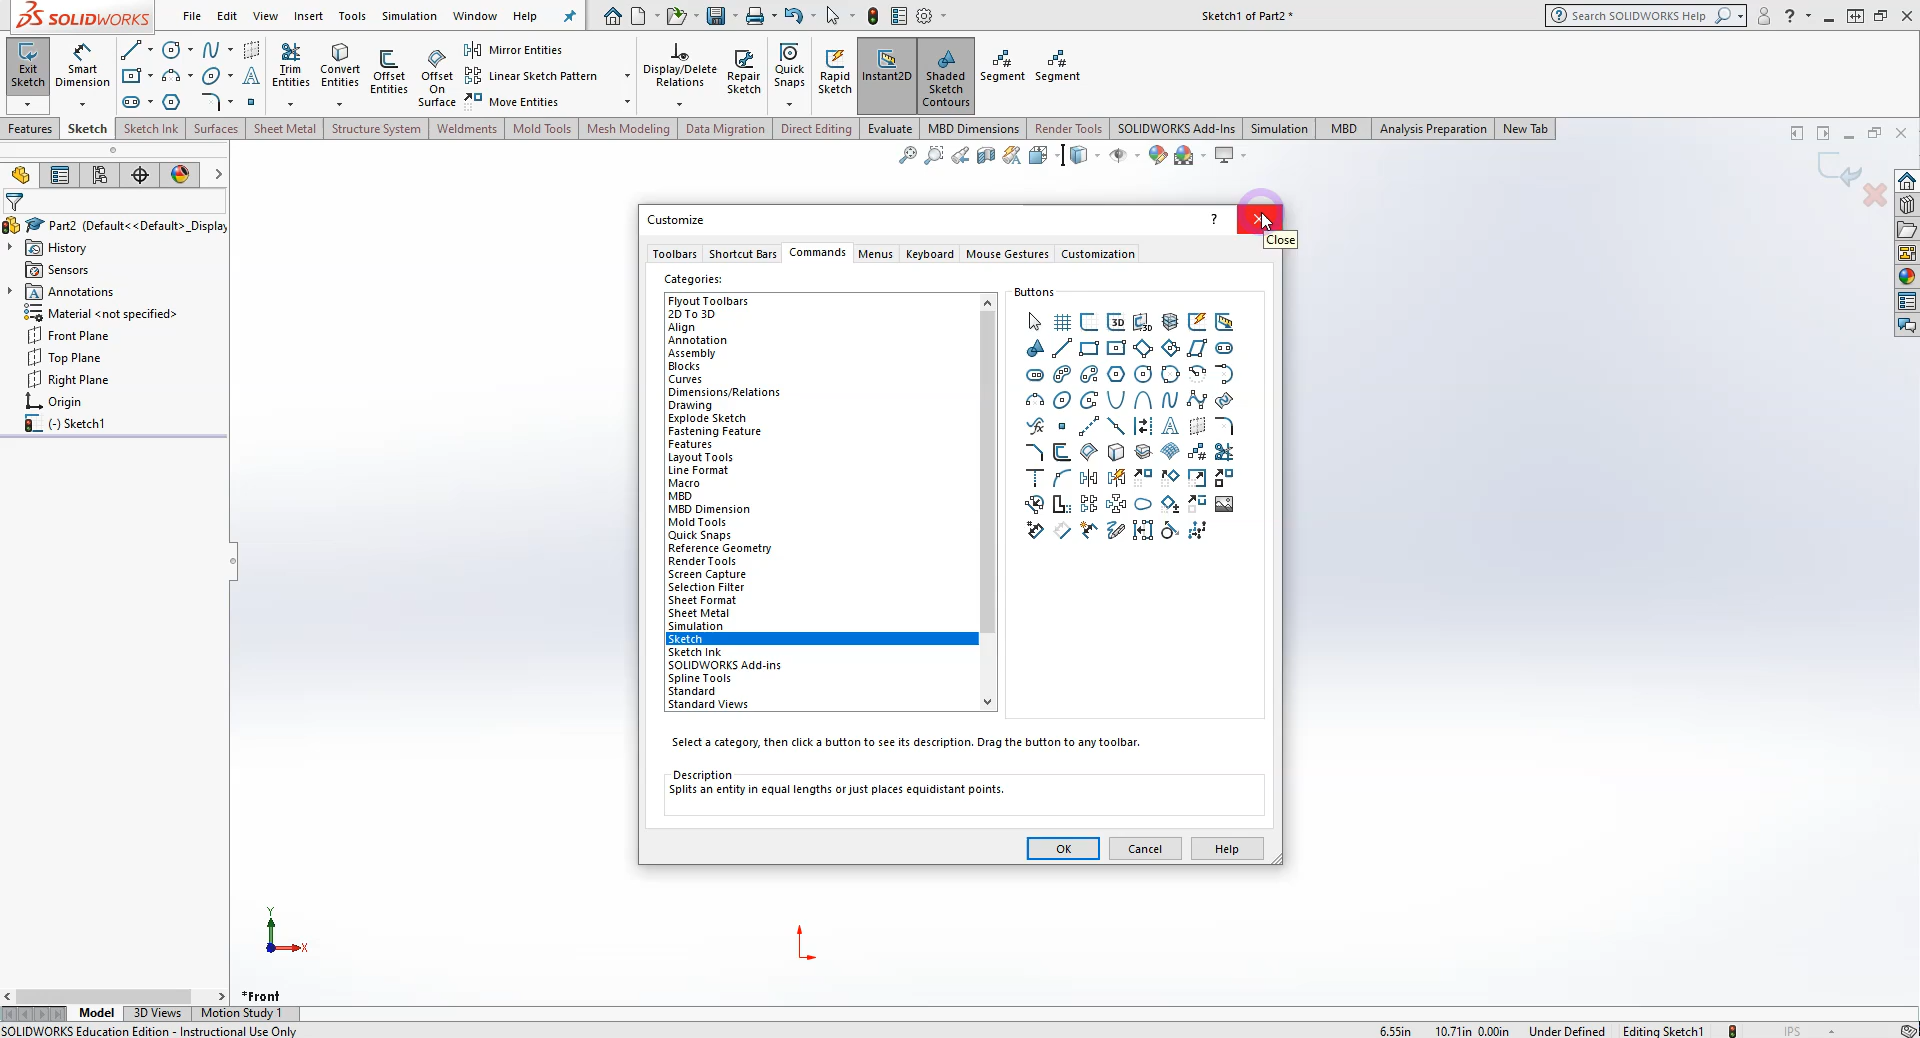 SOLIDWORKS
File Edit View Insert Tools Simulation Window Help
Sketch1 of Part2 *
Search SOLIDWORKS Help
Exit Sketch
Smart Dimension
Trim Entities
Convert Entities
Offset Entities
Offset On Surface
Mirror Entities
Linear Sketch Pattern
Move Entities
Display/Delete Relations
Repair Sketch
Quick Snaps
Rapid Sketch
Instant2D
Shaded Sketch Contours
Segment
Segment
Features Sketch Sketch Ink Surfaces Sheet Metal Structure System Weldments Mold Tools Mesh Modeling Data Migration Direct Editing Evaluate MBD Dimensions Render Tools SOLIDWORKS Add-Ins Simulation MBD Analysis Preparation New Tab
Part2 (Default<<Default>_Display
History
Sensors
Annotations
Material <not specified>
Front Plane
Top Plane
Right Plane
Origin
(-) Sketch1
Customize
?
Close
Toolbars Shortcut Bars Commands Menus Keyboard Mouse Gestures Customization
Categories:
Flyout Toolbars
2D To 3D
Align
Annotation
Assembly
Blocks
Curves
Dimensions/Relations
Drawing
Explode Sketch
Fastening Feature
Features
Layout Tools
Line Format
Macro
MBD
MBD Dimension
Mold Tools
Quick Snaps
Reference Geometry
Render Tools
Screen Capture
Selection Filter
Sheet Format
Sheet Metal
Simulation
Sketch
Sketch Ink
SOLIDWORKS Add-ins
Spline Tools
Standard
Standard Views
Buttons
3D
3D
Select a category, then click a button to see its description. Drag the button to any toolbar.
Description
Splits an entity in equal lengths or just places equidistant points.
OK Cancel Help
Y
X
*Front
Model 3D Views Motion Study 1
SOLIDWORKS Education Edition - Instructional Use Only
6.55in 10.71in 0.00in Under Defined Editing Sketch1 IPS